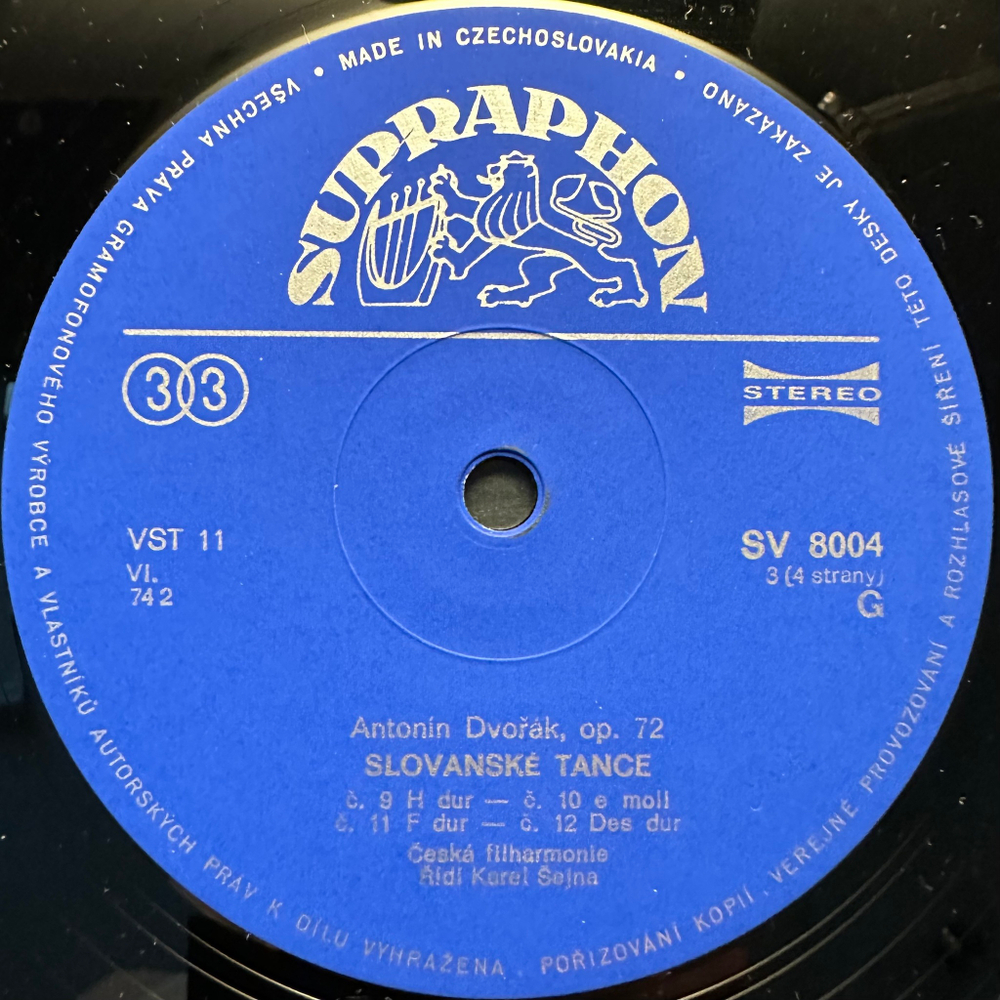 VŠECHNA PRÁVA GRAMOFONOVÉHO VÝROBCE A VLASTNÍKŮ AUTORSKÝCH PRÁV K DÍLU VYHRAŽENA. POŘIZOVÁNÍ KOPIÍ, VEŘEJNÉ PROVOZOVÁNÍ A ROZHLASOVÉ ŠÍŘENÍ TÉTO DESKY JE ZAKÁZÁNO
• MADE IN CZECHOSLOVAKIA •
SUPRAPHON
33
STEREO
VST 11
VI.
74 2
SV 8004
3 (4 strany)
G
Antonín Dvořák, op. 72
SLOVANSKÉ TANCE
č. 9 H dur — č. 10 e moll
č. 11 F dur — č. 12 Des dur
Česká filharmonie
Řídí Karel Šejna